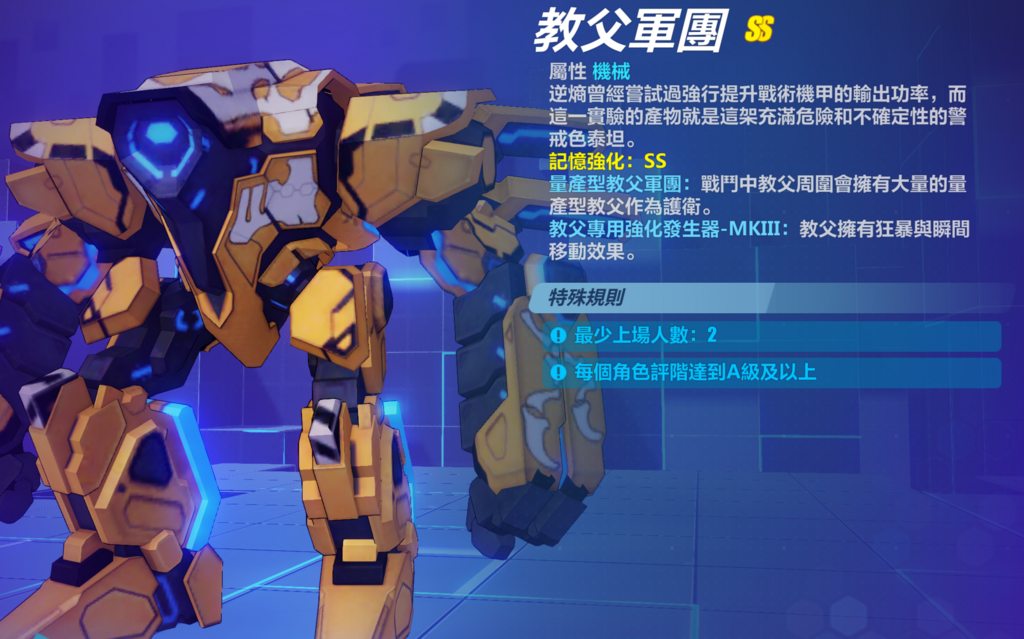 教父軍團 SS
屬性 機械
逆熵曾經嘗試過強行提升戰術機甲的輸出功率，而
這一實驗的產物就是這架充滿危險和不確定性的警
戒色泰坦。
記憶強化：SS
量產型教父軍團：戰鬥中教父周圍會擁有大量的量
產型教父作為護衛。
教父專用強化發生器-MKIII：教父擁有狂暴與瞬間
移動效果。
特殊規則
最少上場人數：2
每個角色評階達到A級及以上